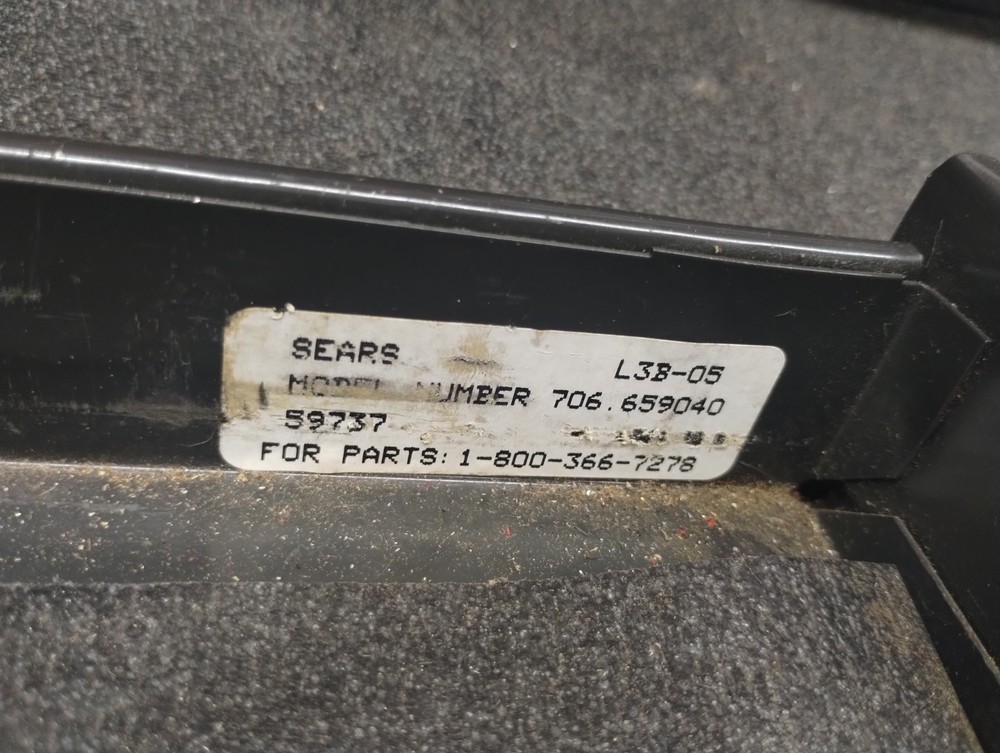 SEARS L3B-05
MODEL NUMBER 706.659040
59737
FOR PARTS: 1-800-366-7278